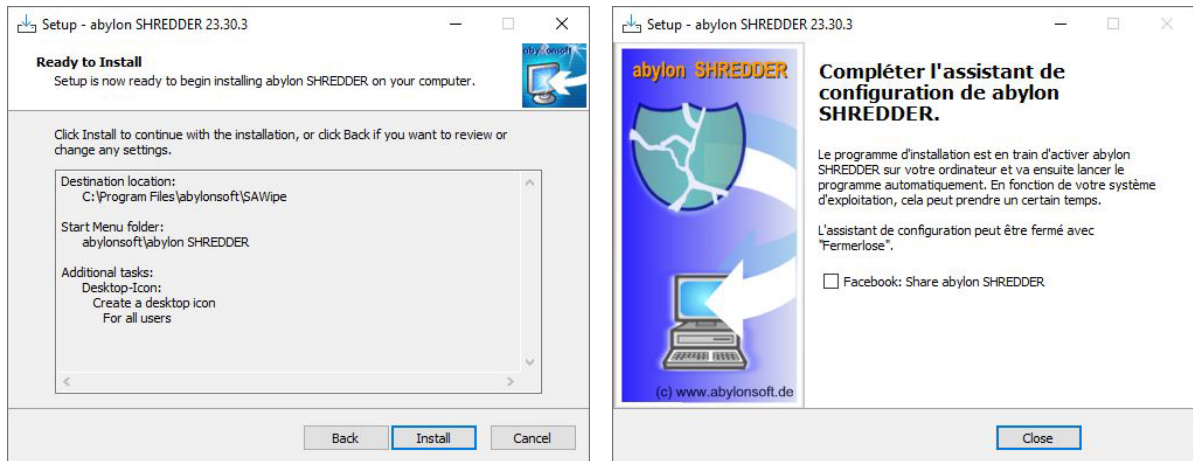 Setup - abylon SHREDDER 23.30.3
Ready to Install
Setup is now ready to begin installing abylon SHREDDER on your computer.
abylonsoft
Click Install to continue with the installation, or click Back if you want to review or
change any settings.
Destination location:
C:\Program Files\abylonsoft\SAWipe
Start Menu folder:
abylonsoft\abylon SHREDDER
Additional tasks:
Desktop-Icon:
Create a desktop icon
For all users
Back
Install
Cancel
Setup - abylon SHREDDER 23.30.3
abylon SHREDDER
(c) www.abylonsoft.de
Compléter l'assistant de
configuration de abylon
SHREDDER.
Le programme d'installation est en train d'activer abylon
SHREDDER sur votre ordinateur et va ensuite lancer le
programme automatiquement. En fonction de votre système
d'exploitation, cela peut prendre un certain temps.
L'assistant de configuration peut être fermé avec
"Fermerlose".
Facebook: Share abylon SHREDDER
Close